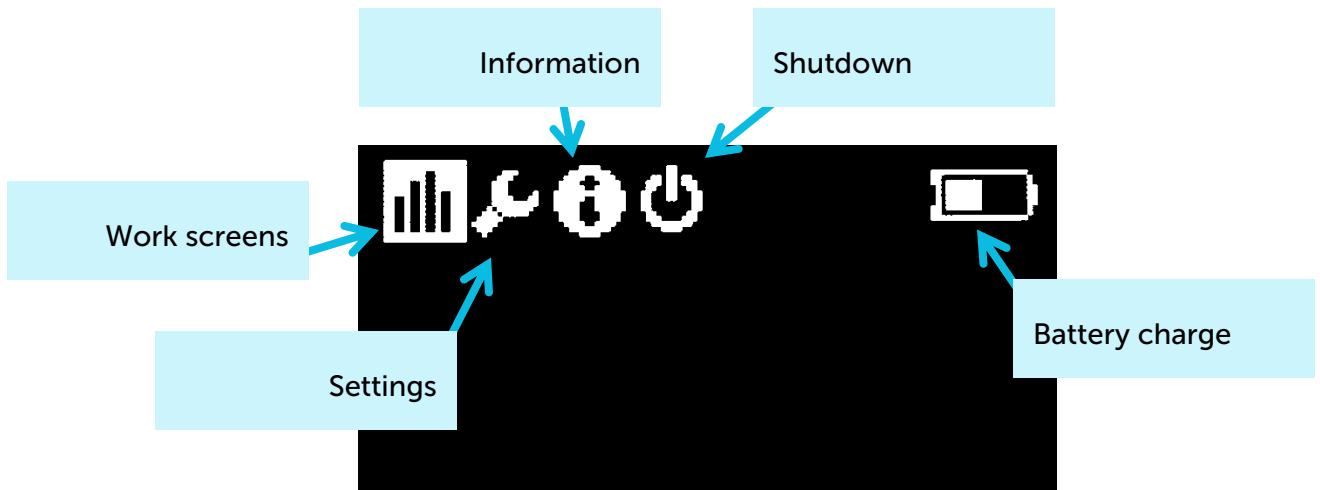 Information
Shutdown
Work screens
Settings
Battery charge